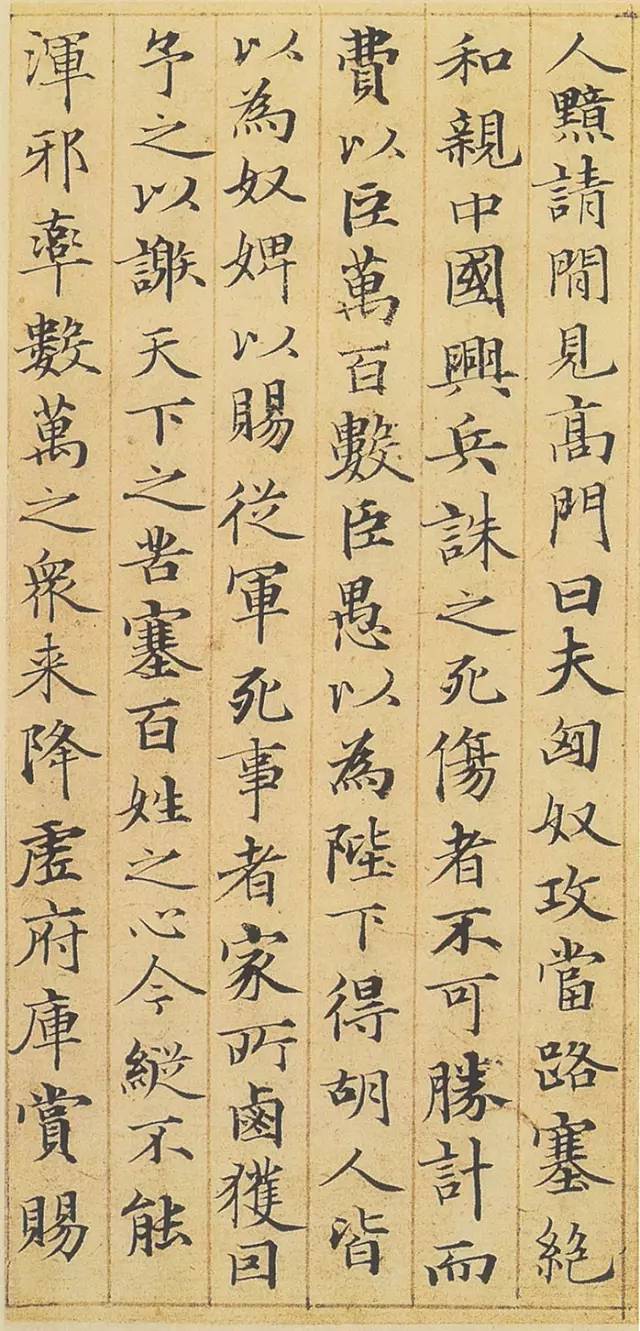 人黥請閒見高門曰夫匈奴攻當路塞絶
和親中國興兵誅之死傷者不可勝計而
費以臣萬百數臣愚以為陛下得胡人皆
以為奴婢以賜從軍死事者家所鹵獲因
予之以謝天下之苦塞百姓之心今縱不能
渾邪率數萬之衆来降虚府庫賞賜